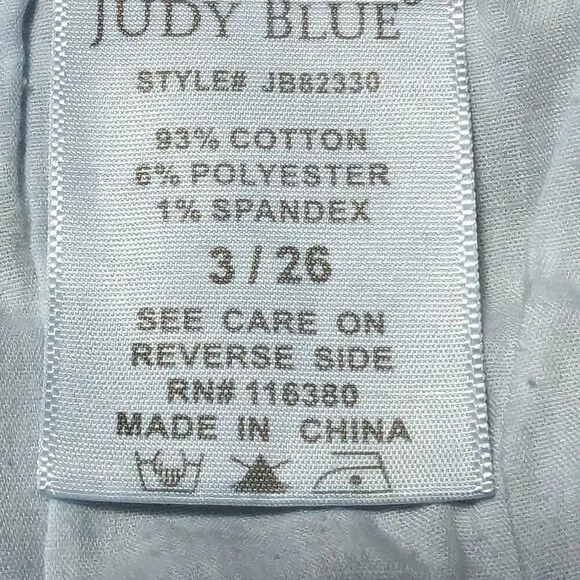 JUDY BLUE®
STYLE# JB82330
93% COTTON
6% POLYESTER
1% SPANDEX
3 / 26
SEE CARE ON
REVERSE SIDE
RN# 116380
MADE IN CHINA